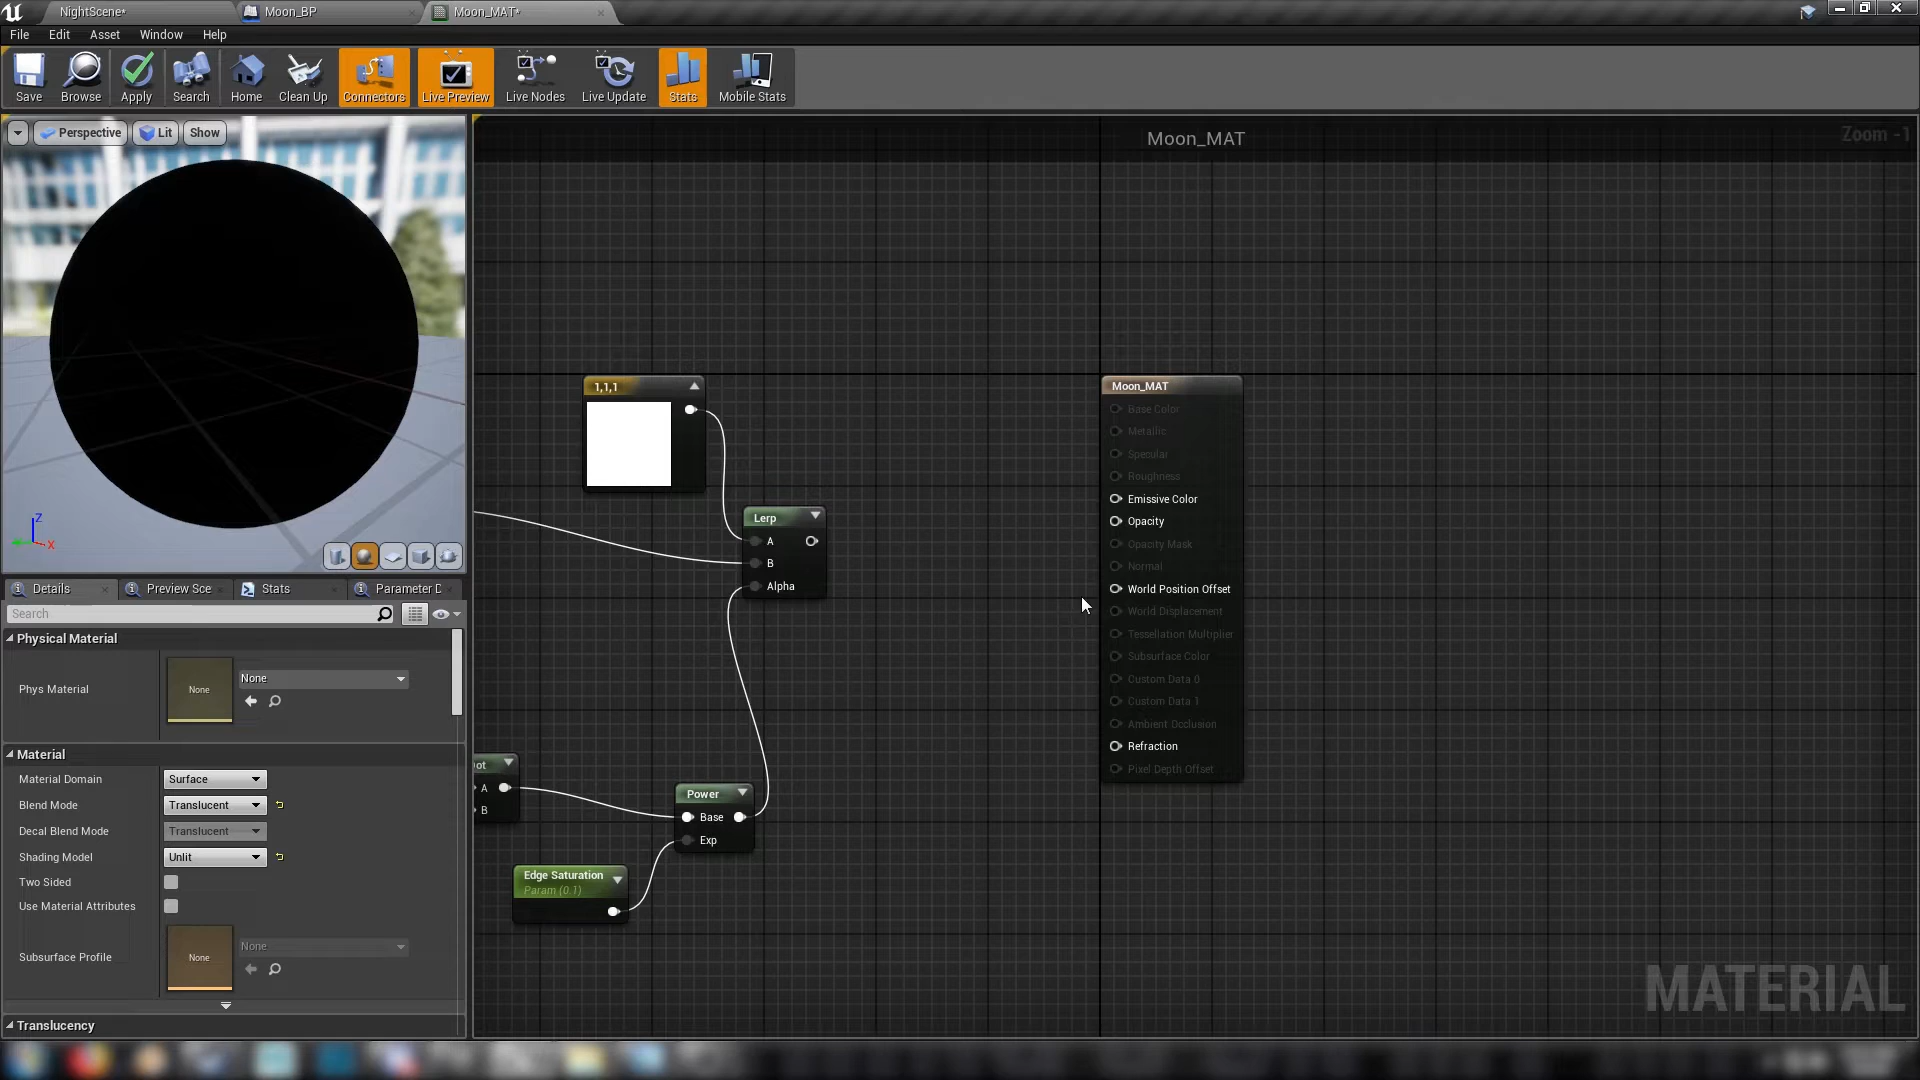 NightScene*
Moon_BP
Moon_MAT*
File Edit Asset Window Help
Save Browse Apply Search Home Clean Up Connectors Live Preview Live Nodes Live Update Stats Mobile Stats
Perspective Lit Show
Moon_MAT
Zoom -1
Z
X
1,1,1
Lerp
A
B
Alpha
ot
A
B
Power
Base
Exp
Edge Saturation
Param (0.1)
Moon_MAT
Base Color
Metallic
Specular
Roughness
Emissive Color
Opacity
Opacity Mask
Normal
World Position Offset
World Displacement
Tessellation Multiplier
Subsurface Color
Custom Data 0
Custom Data 1
Ambient Occlusion
Refraction
Pixel Depth Offset
MATERIAL
Details Preview Sce Stats Parameter D
Search
Physical Material
Phys Material None None
Material
Material Domain Surface
Blend Mode Translucent
Decal Blend Mode Translucent
Shading Model Unlit
Two Sided
Use Material Attributes
Subsurface Profile None None
Translucency